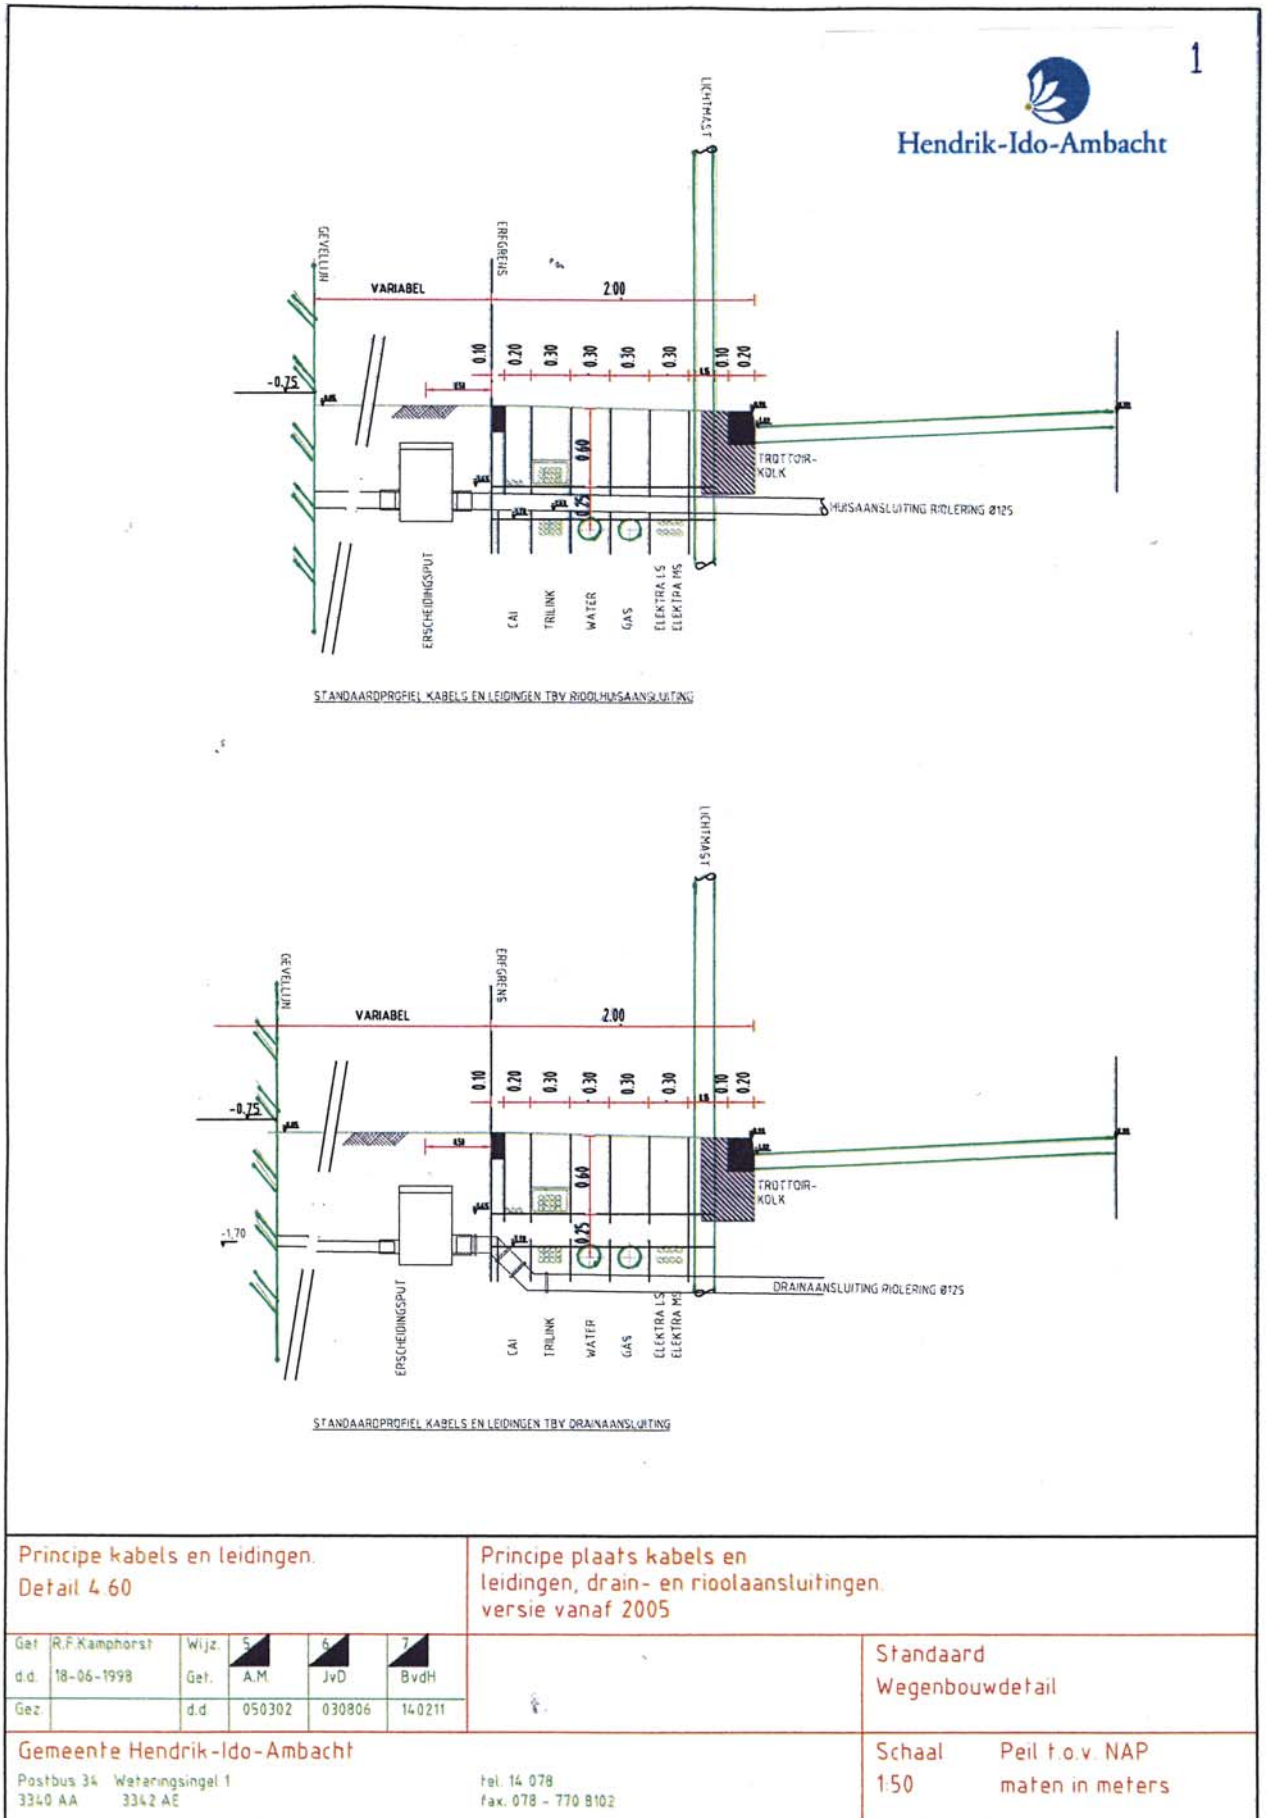 1
Hendrik-Ido-Ambacht
LICHTMAST
GEVELLIJN
ERFGRENS
VARIABEL
2.00
0.10
0.20
0.30
0.30
0.30
0.30
0.10
0.20
-0.75
0.60
0.25
TROTTOIR-
KOLK
HUISAANSLUITING RIOLERING Ø125
ERSCHEIDINGSPUT
CAI
TRILINK
WATER
GAS
ELEKTRA LS
ELEKTRA MS
STANDAARDPROFIEL KABELS EN LEIDINGEN TBV RIOOLHUISAANSLUITING
LICHTMAST
GEVELLIJN
ERFGRENS
VARIABEL
2.00
0.10
0.20
0.30
0.30
0.30
0.30
0.10
0.20
-0.75
0.60
0.25
TROTTOIR-
KOLK
-1.70
DRAINAANSLUITING RIOLERING Ø125
ERSCHEIDINGSPUT
CAI
TRILINK
WATER
GAS
ELEKTRA LS
ELEKTRA MS
STANDAARDPROFIEL KABELS EN LEIDINGEN TBV DRAINAANSLUITING
Principe kabels en leidingen.
Detail 4.60
Principe plaats kabels en
leidingen, drain- en rioolaansluitingen.
versie vanaf 2005
Get R.F.Kamphorst Wijz. 5 6 7
d.d. 18-06-1998 Get. A.M. JvD BvdH
Gez. d.d 050302 030806 140211
Standaard
Wegenbouwdetail
Gemeente Hendrik-Ido-Ambacht
Postbus 34 Weteringsingel 1
3340 AA 3342 AE
tel. 14 078
fax. 078 - 770 8102
Schaal Peil t.o.v. NAP
1:50 maten in meters